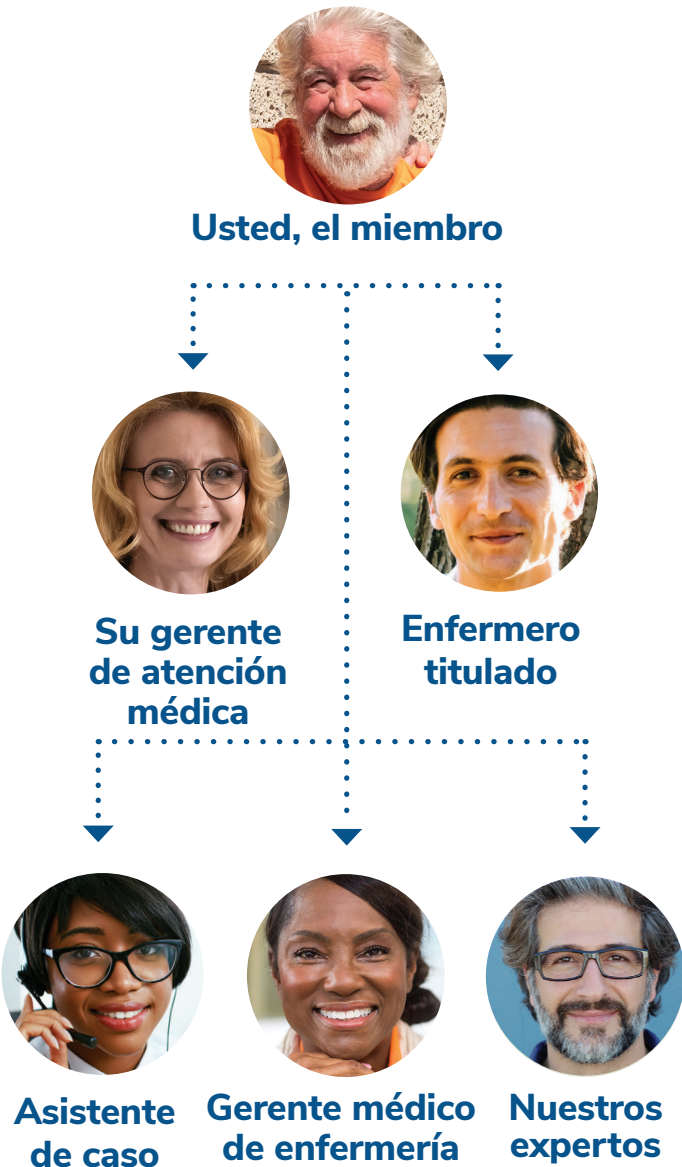 Usted, el miembro
Su gerente
de atención
médica
Enfermero
titulado
Asistente
de caso
Gerente médico
de enfermería
Nuestros
expertos